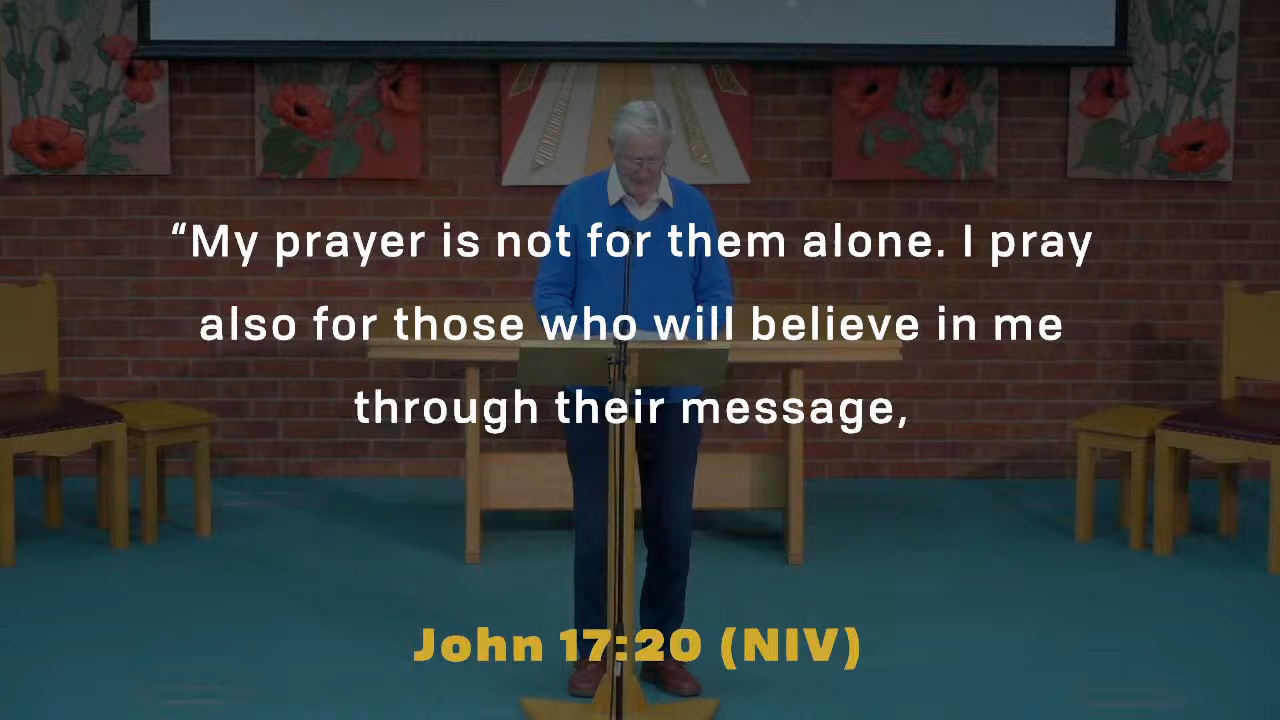 “My prayer is not for them alone. I pray
also for those who will believe in me
through their message,
John 17:20 (NIV)